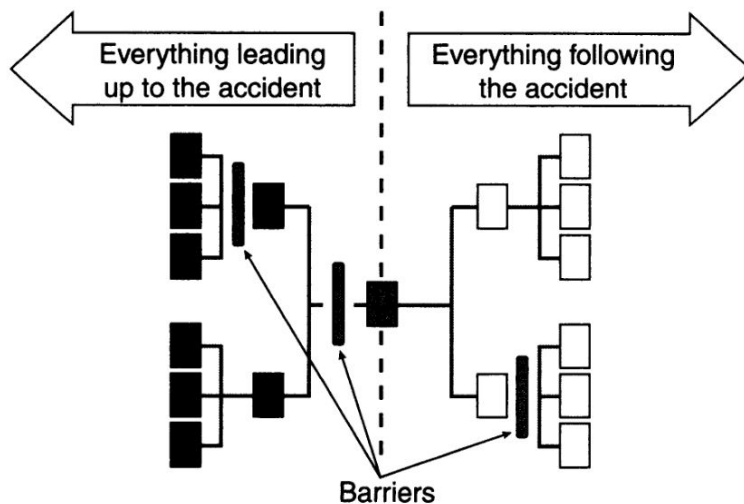 Everything leading
up to the accident
Everything following
the accident
Barriers